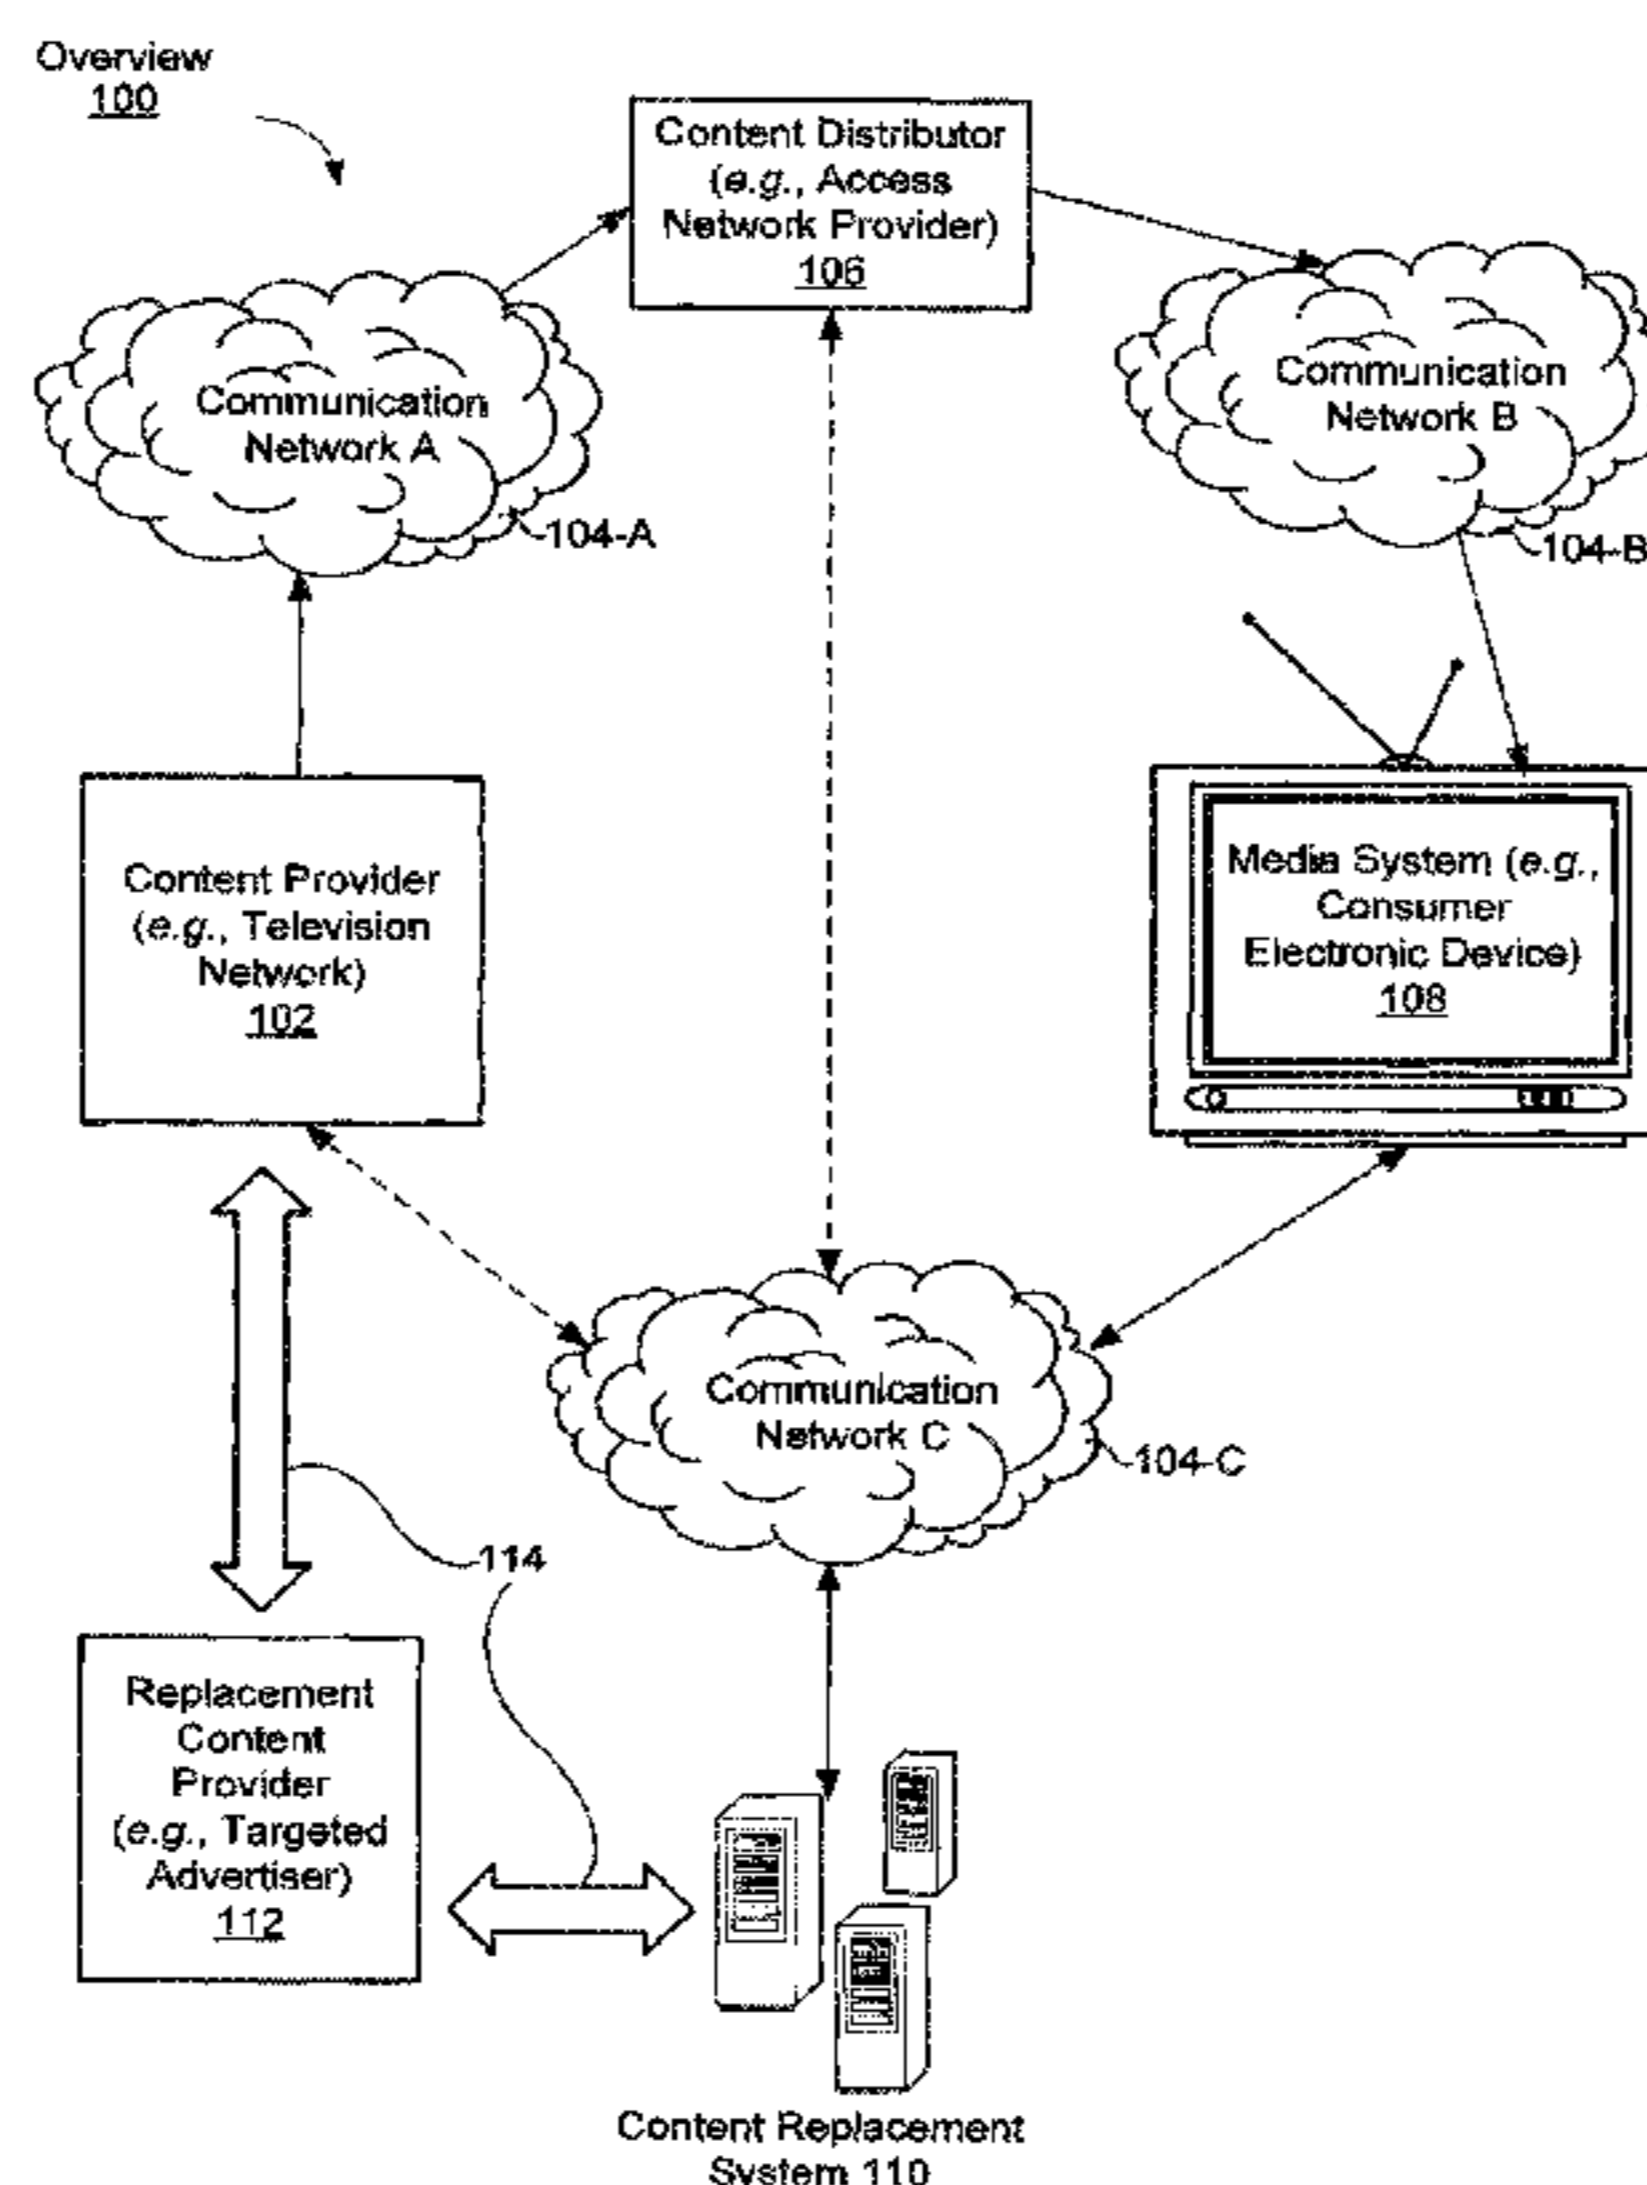 Overview
100
Content Distributor
(e.g., Access
Network Provider)
106
Communication
Network A
104-A
Communication
Network B
104-B
Content Provider
(e.g., Television
Network)
102
Media System (e.g.,
Consumer
Electronic Device)
108
Communication
Network C
104-C
114
Replacement
Content
Provider
(e.g., Targeted
Advertiser)
112
Content Replacement
System 110